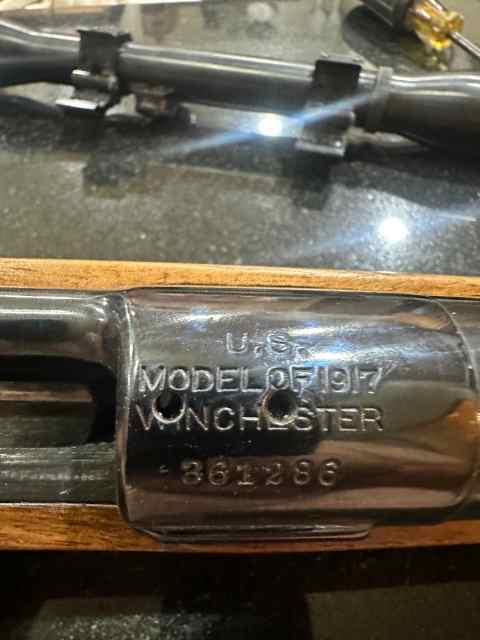 U.S.
MODEL OF 1917
WINCHESTER
361286